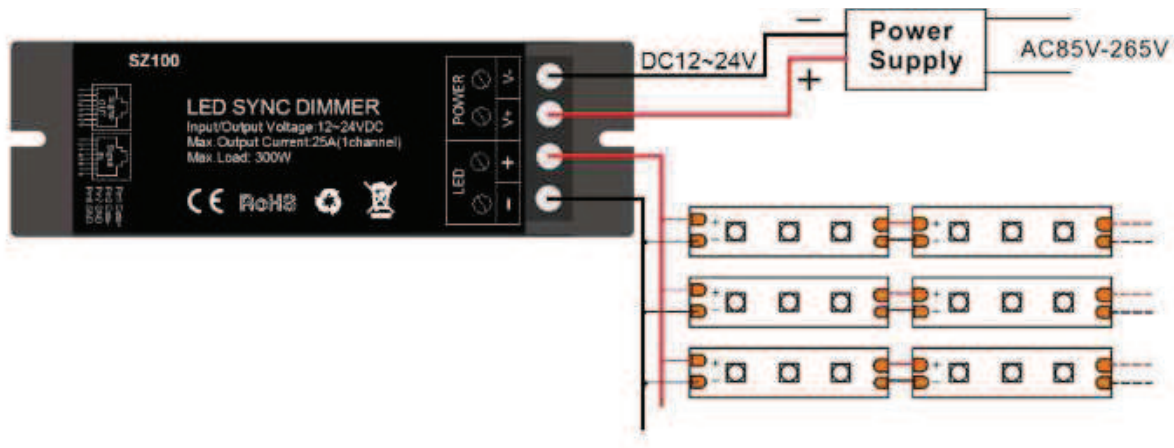 SZ100
LED SYNC DIMMER
Input/Output Voltage:12~24VDC
Max.Output Current:25A(1channel)
Max.Load: 300W
CE RoHS
POWER
V-
V+
LED
+
-
DC12~24V
-
+
Power
Supply
AC85V-265V
+
-
+
-
+
-
+
-
+
-
+
-